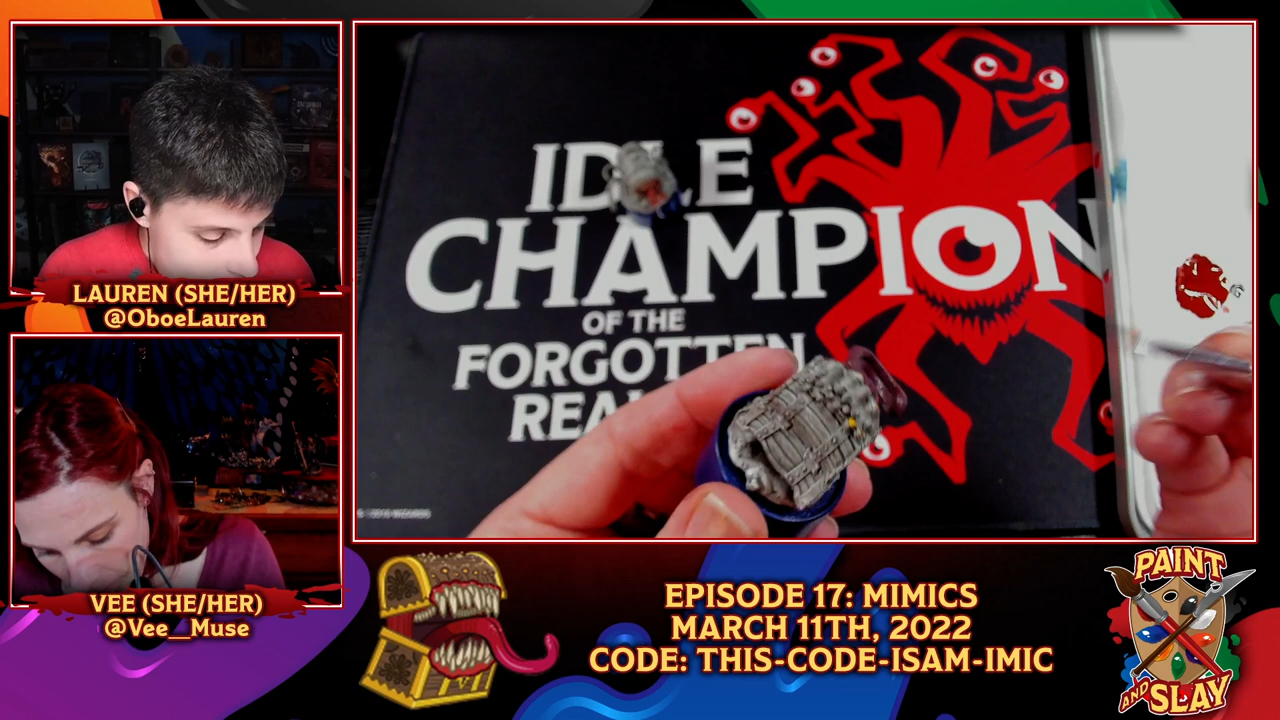 LAUREN (SHE/HER)
@OboeLauren
VEE (SHE/HER)
@Vee__Muse
IDLE
CHAMPION
OF THE
FORGOTTEN
REAL
EPISODE 17: MIMICS
MARCH 11TH, 2022
CODE: THIS-CODE-ISAM-IMIC
PAINT
AND SLAY